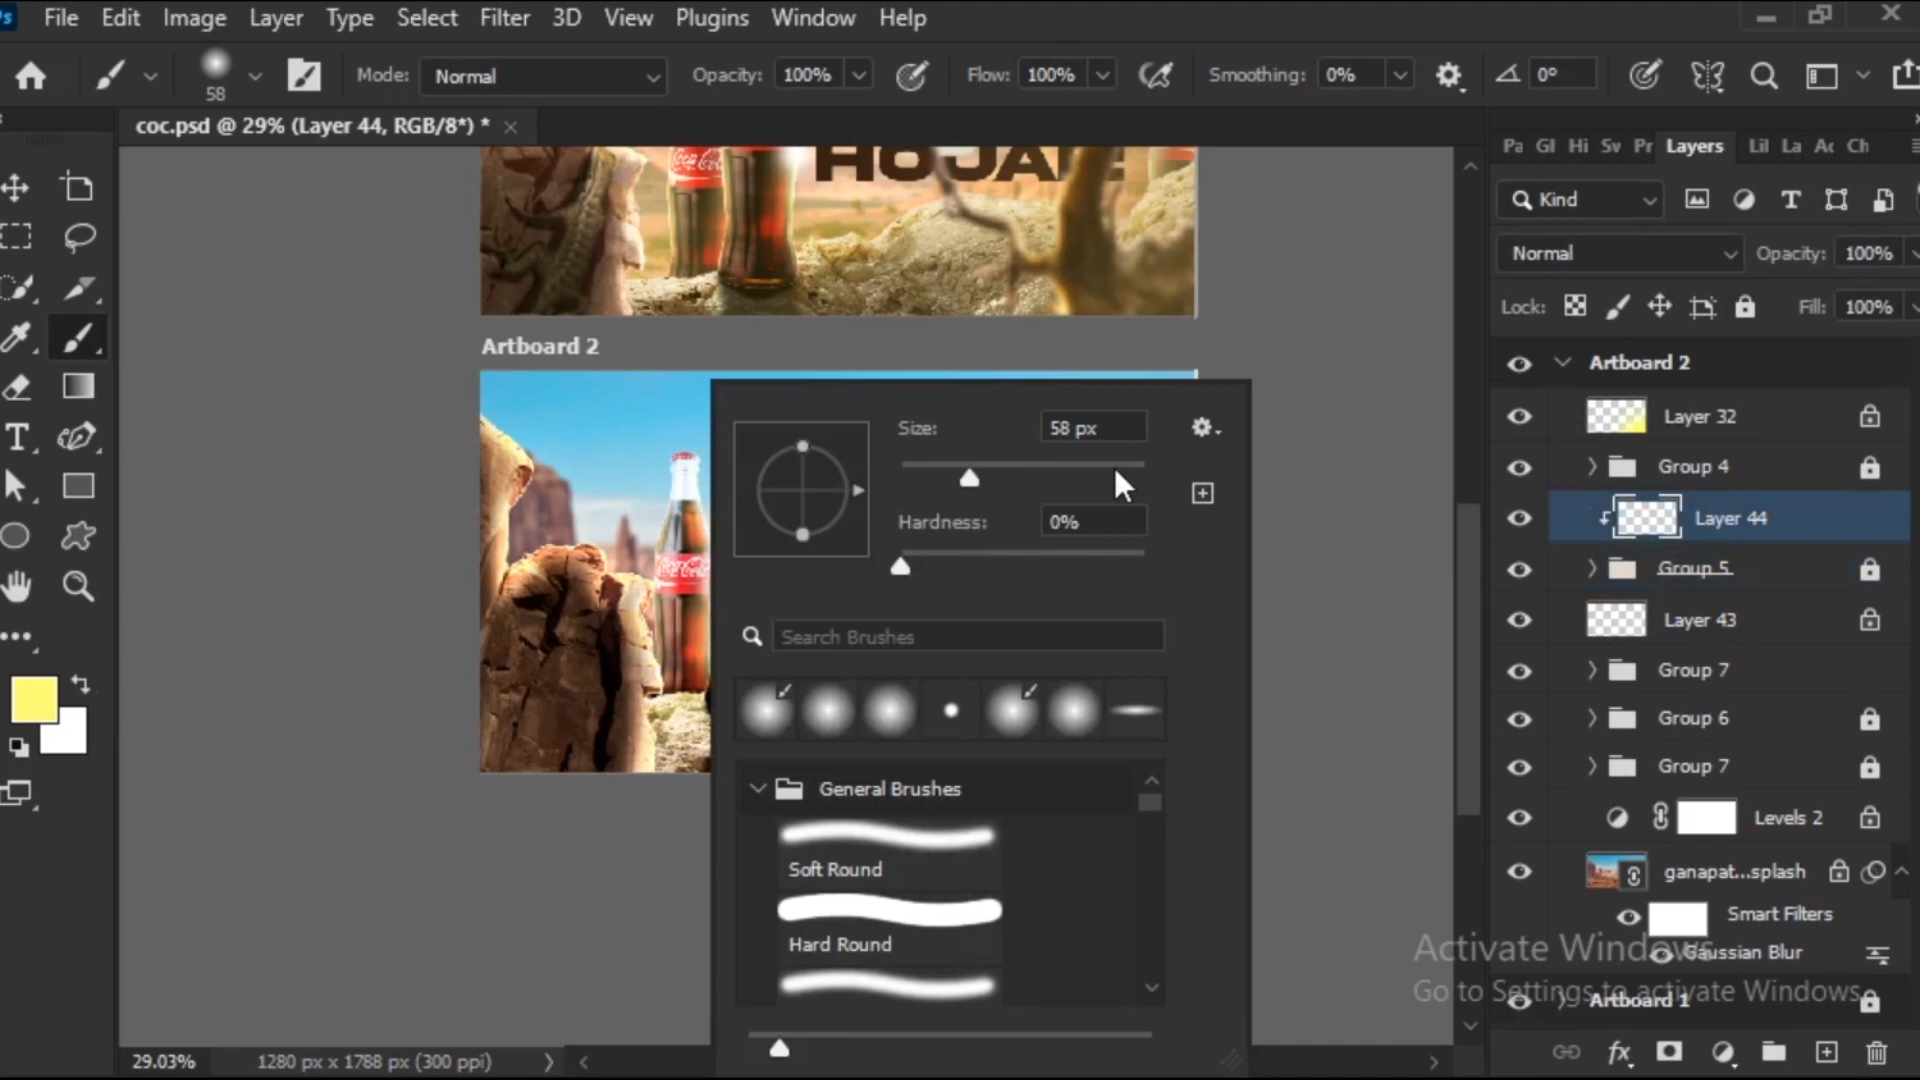 File Edit Image Layer Type Select Filter 3D View Plugins Window Help
58 Mode: Normal Opacity: 100% Flow: 100% Smoothing: 0% 0°
coc.psd @ 29% (Layer 44, RGB/8*) *
Pa Gl Hi Sv Pr Layers Lil La Ac Ch
Kind
Normal Opacity: 100%
Lock: Fill: 100%
Coca-Cola
Artboard 2
Coca-Cola
Size: 58 px
Hardness: 0%
Search Brushes
General Brushes
Soft Round
Hard Round
Artboard 2
Layer 32
Group 4
Layer 44
Group 5
Layer 43
Group 7
Group 6
Group 7
Levels 2
ganapat...splash
Smart Filters
Gaussian Blur
Artboard 1
Activate Windows
Go to Settings to activate Windows.
29.03% 1280 px x 1788 px (300 ppi)